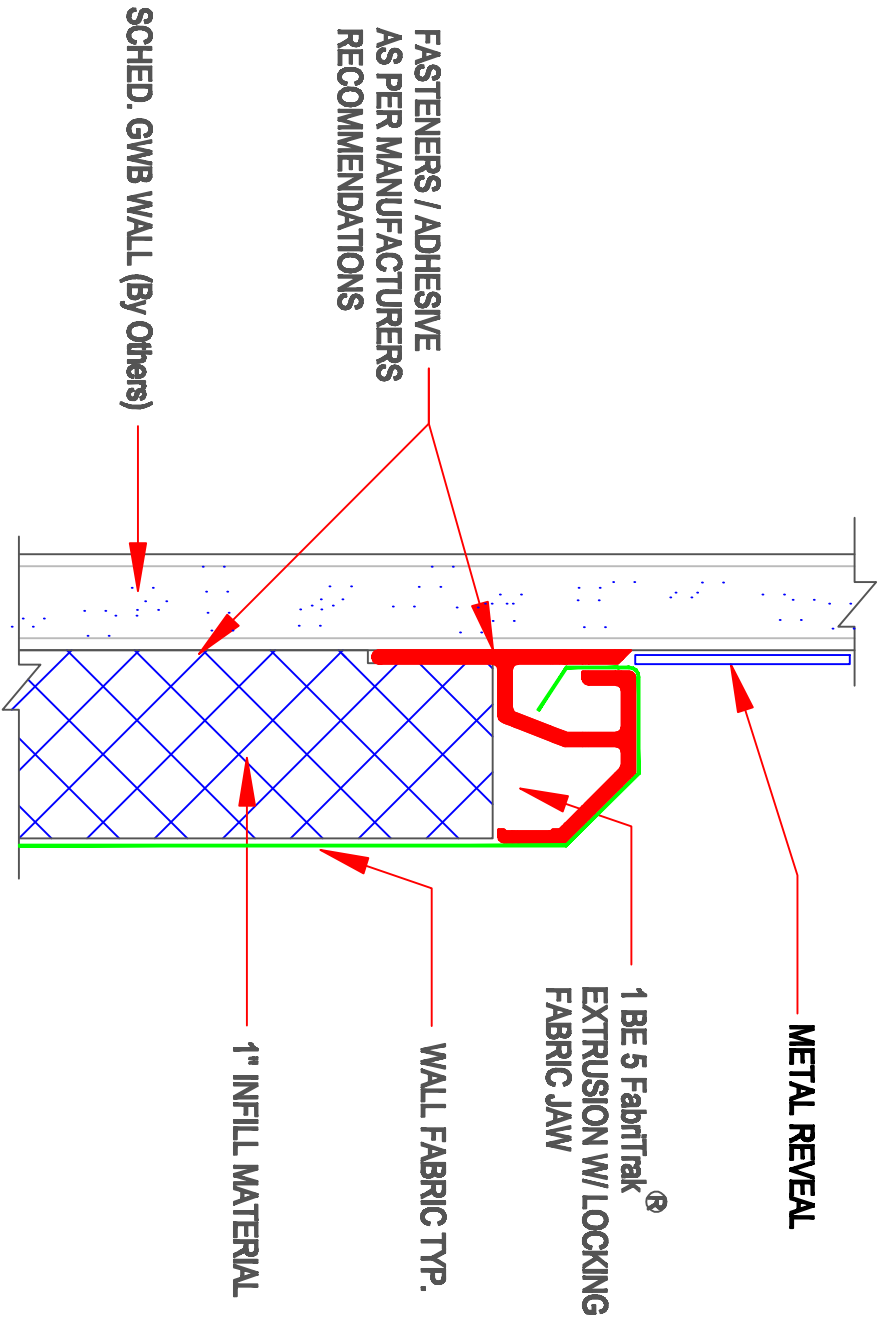 FASTENERS / ADHESIVE
AS PER MANUFACTURERS
RECOMMENDATIONS
SCHED. GWB WALL (By Others)
METAL REVEAL
1 BE 5 FabriTrak ®
EXTRUSION W/ LOCKING
FABRIC JAW
WALL FABRIC TYP.
1" INFILL MATERIAL